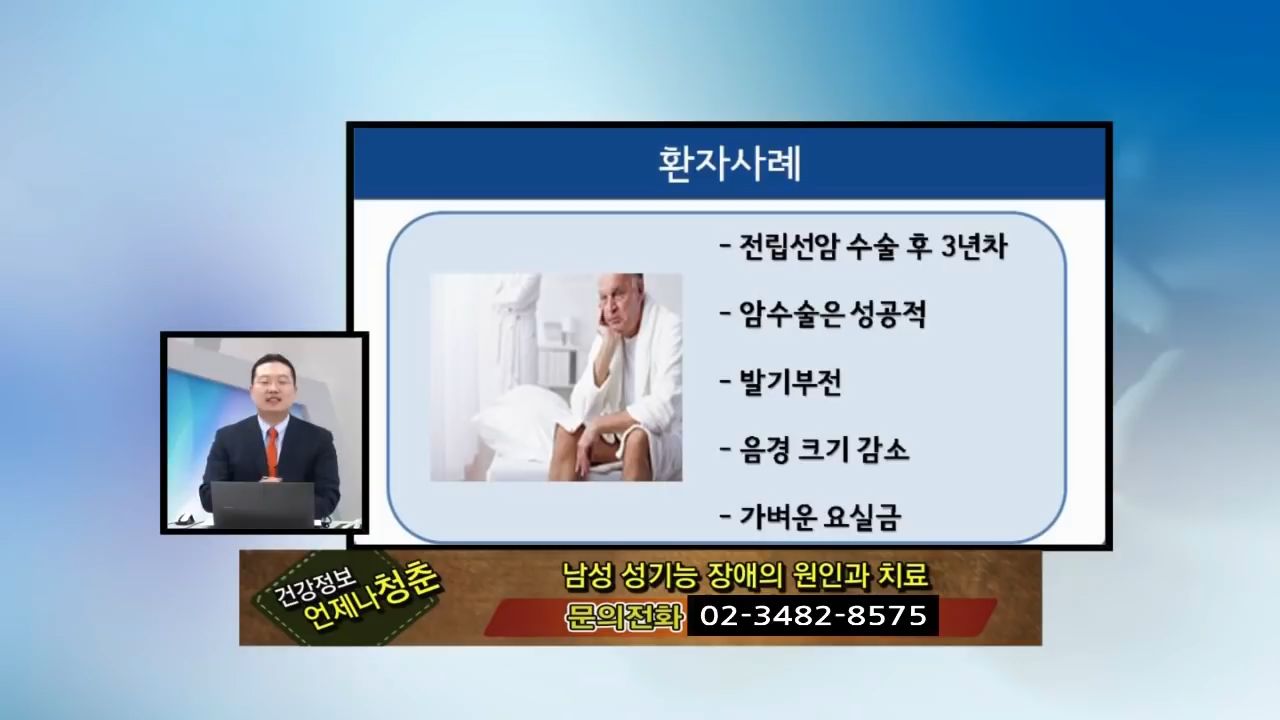 환자사례
- 전립선암 수술 후 3년차
- 암수술은 성공적
- 발기부전
- 음경 크기 감소
- 가벼운 요실금
건강정보
언제나청춘
남성 성기능 장애의 원인과 치료
문의전화 02-3482-8575